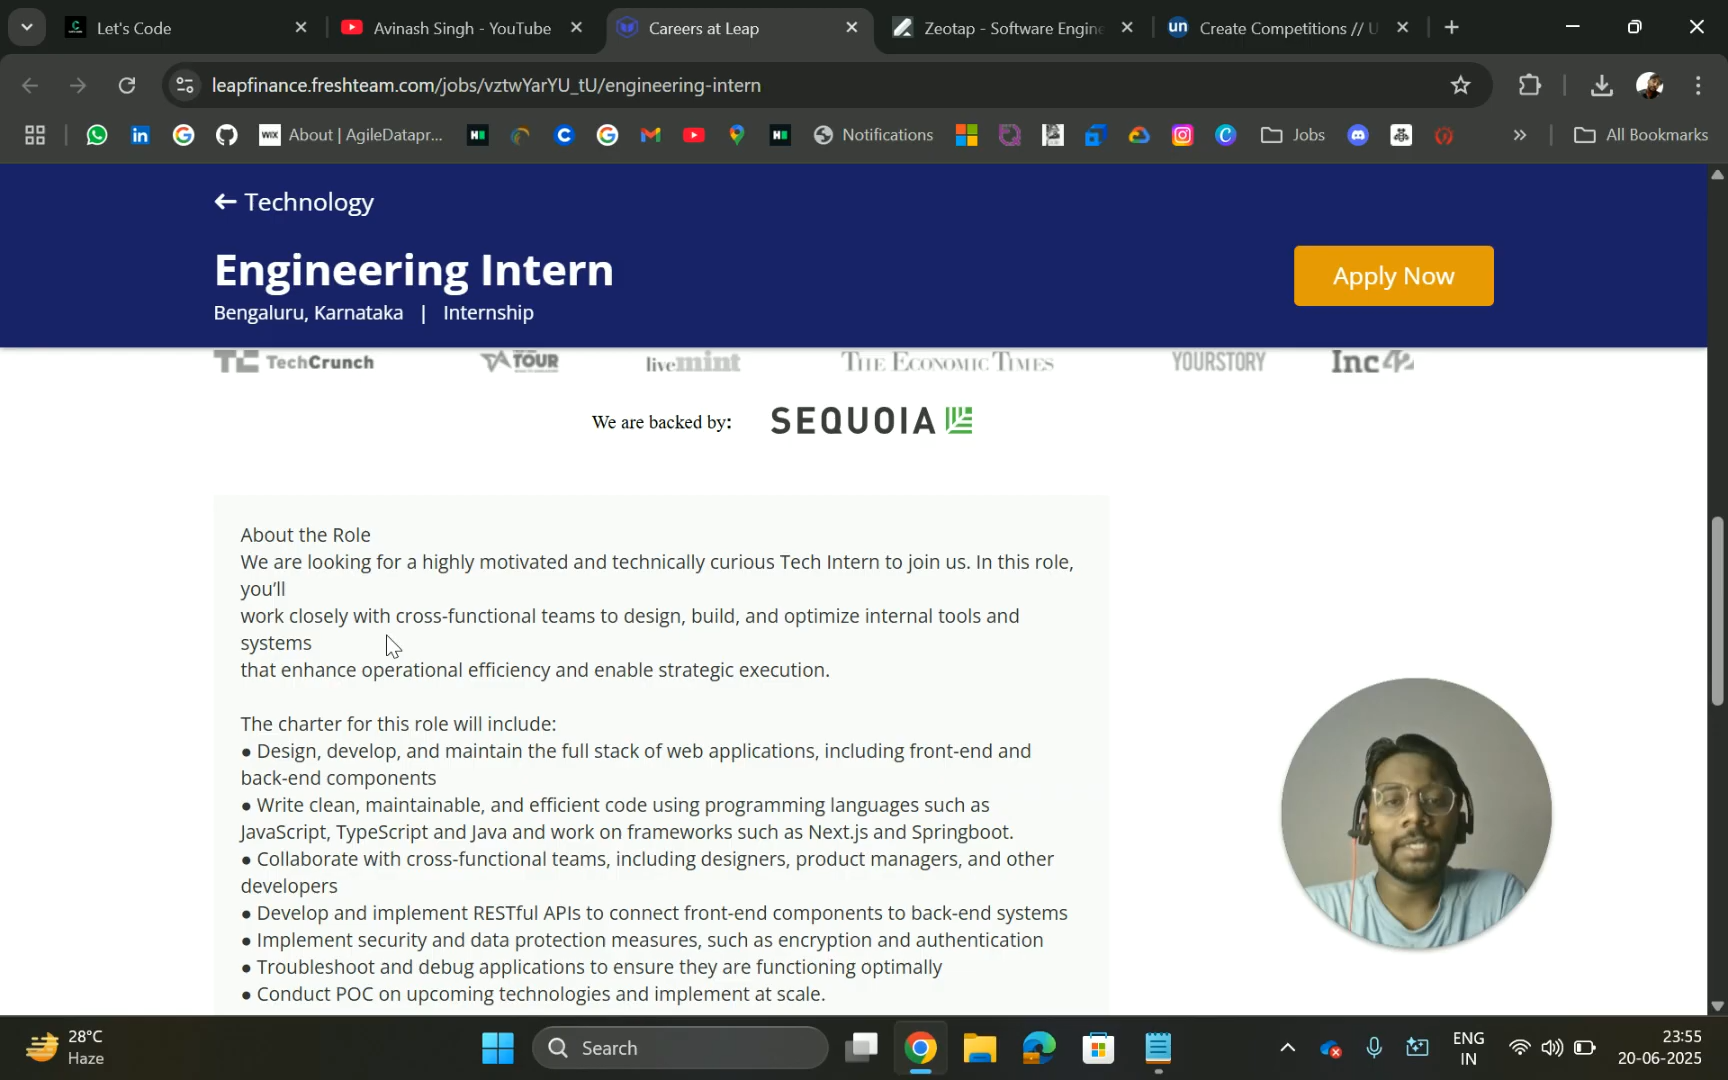 Let's Code
Avinash Singh - YouTube
Careers at Leap
Zeotap - Software Engine
Create Competitions // U
leapfinance.freshteam.com/jobs/vztwYarYU_tU/engineering-intern
WIX About | AgileDatapr...
Notifications
Jobs
All Bookmarks
← Technology
Engineering Intern
Bengaluru, Karnataka | Internship
Apply Now
TC TechCrunch
TOUR
livemint
THE ECONOMIC TIMES
YOURSTORY
Inc42
We are backed by:
SEQUOIA
About the Role
We are looking for a highly motivated and technically curious Tech Intern to join us. In this role,
you'll
work closely with cross-functional teams to design, build, and optimize internal tools and
systems
that enhance operational efficiency and enable strategic execution.
The charter for this role will include:
● Design, develop, and maintain the full stack of web applications, including front-end and
back-end components
● Write clean, maintainable, and efficient code using programming languages such as
JavaScript, TypeScript and Java and work on frameworks such as Next.js and Springboot.
● Collaborate with cross-functional teams, including designers, product managers, and other
developers
● Develop and implement RESTful APIs to connect front-end components to back-end systems
● Implement security and data protection measures, such as encryption and authentication
● Troubleshoot and debug applications to ensure they are functioning optimally
● Conduct POC on upcoming technologies and implement at scale.
28°C
Haze
Search
ENG
IN
23:55
20-06-2025